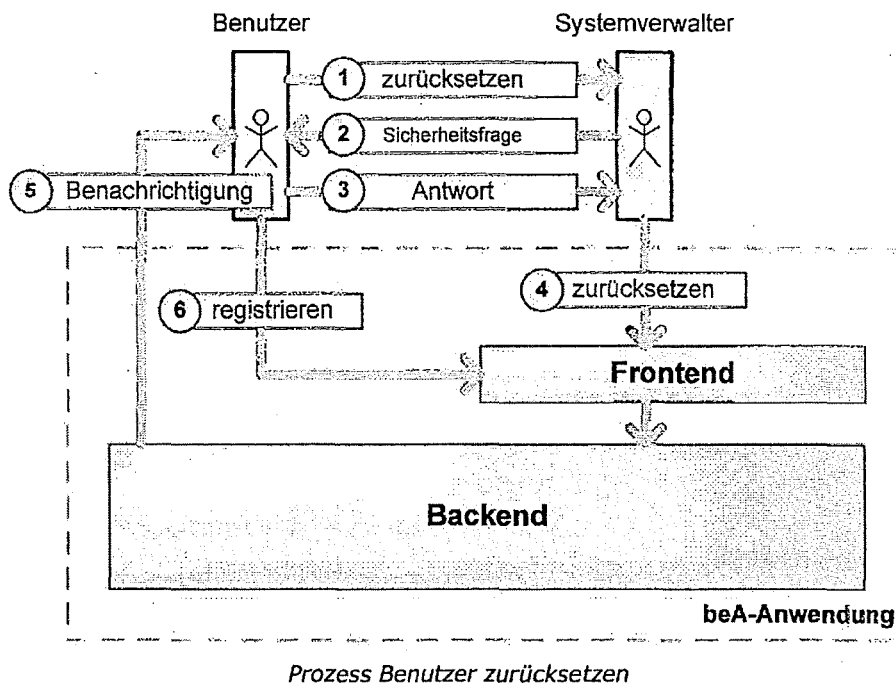 Benutzer
Systemverwalter
1 zurücksetzen
2 Sicherheitsfrage
5 Benachrichtigung
3 Antwort
6 registrieren
4 zurücksetzen
Frontend
Backend
beA-Anwendung
Prozess Benutzer zurücksetzen